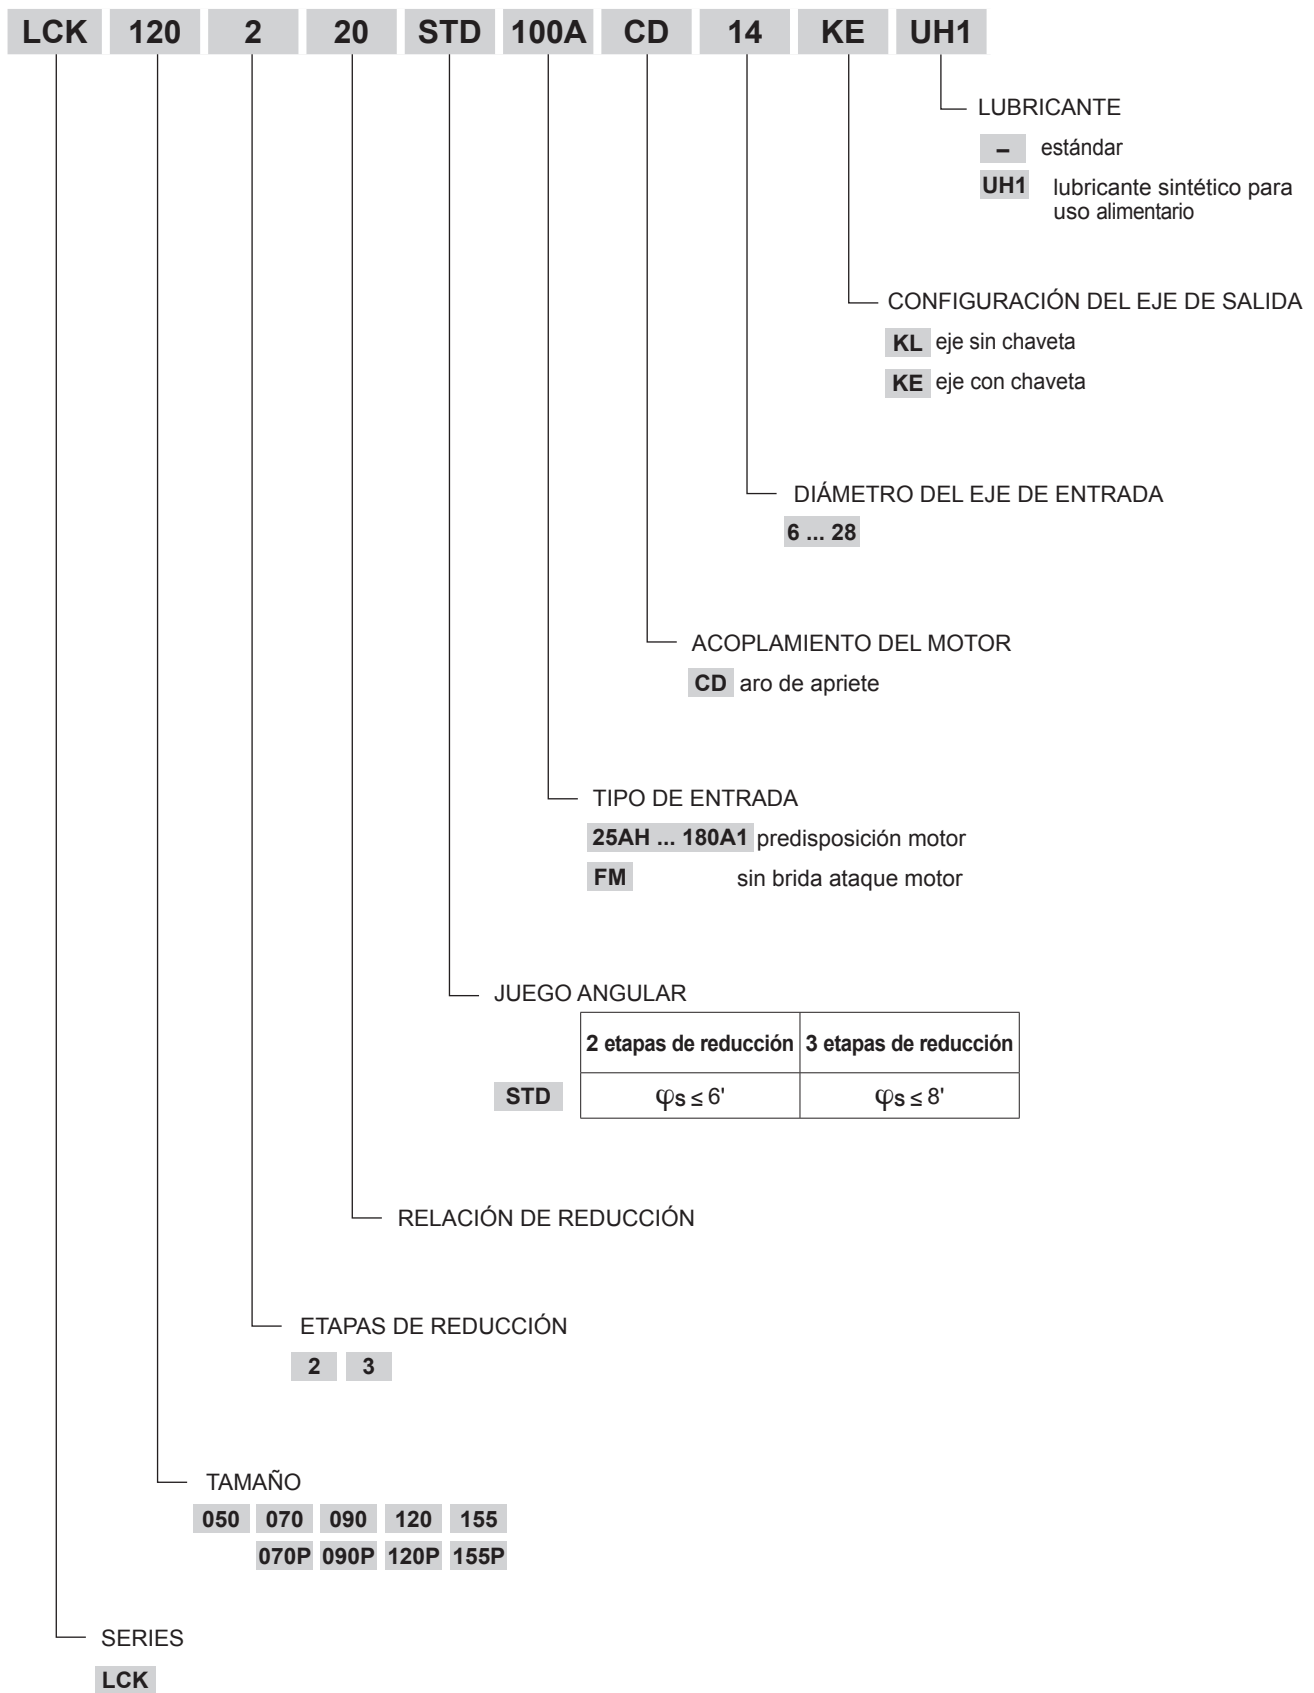 LCK 120 2 20 STD 100A CD 14 KE UH1
LUBRICANTE
– estándar
UH1 lubricante sintético para
uso alimentario
CONFIGURACIÓN DEL EJE DE SALIDA
KL eje sin chaveta
KE eje con chaveta
DIÁMETRO DEL EJE DE ENTRADA
6 ... 28
ACOPLAMIENTO DEL MOTOR
CD aro de apriete
TIPO DE ENTRADA
25AH ... 180A1 predisposición motor
FM sin brida ataque motor
JUEGO ANGULAR
2 etapas de reducción 3 etapas de reducción
STD φs ≤ 6' φs ≤ 8'
RELACIÓN DE REDUCCIÓN
ETAPAS DE REDUCCIÓN
2 3
TAMAÑO
050 070 090 120 155
070P 090P 120P 155P
SERIES
LCK